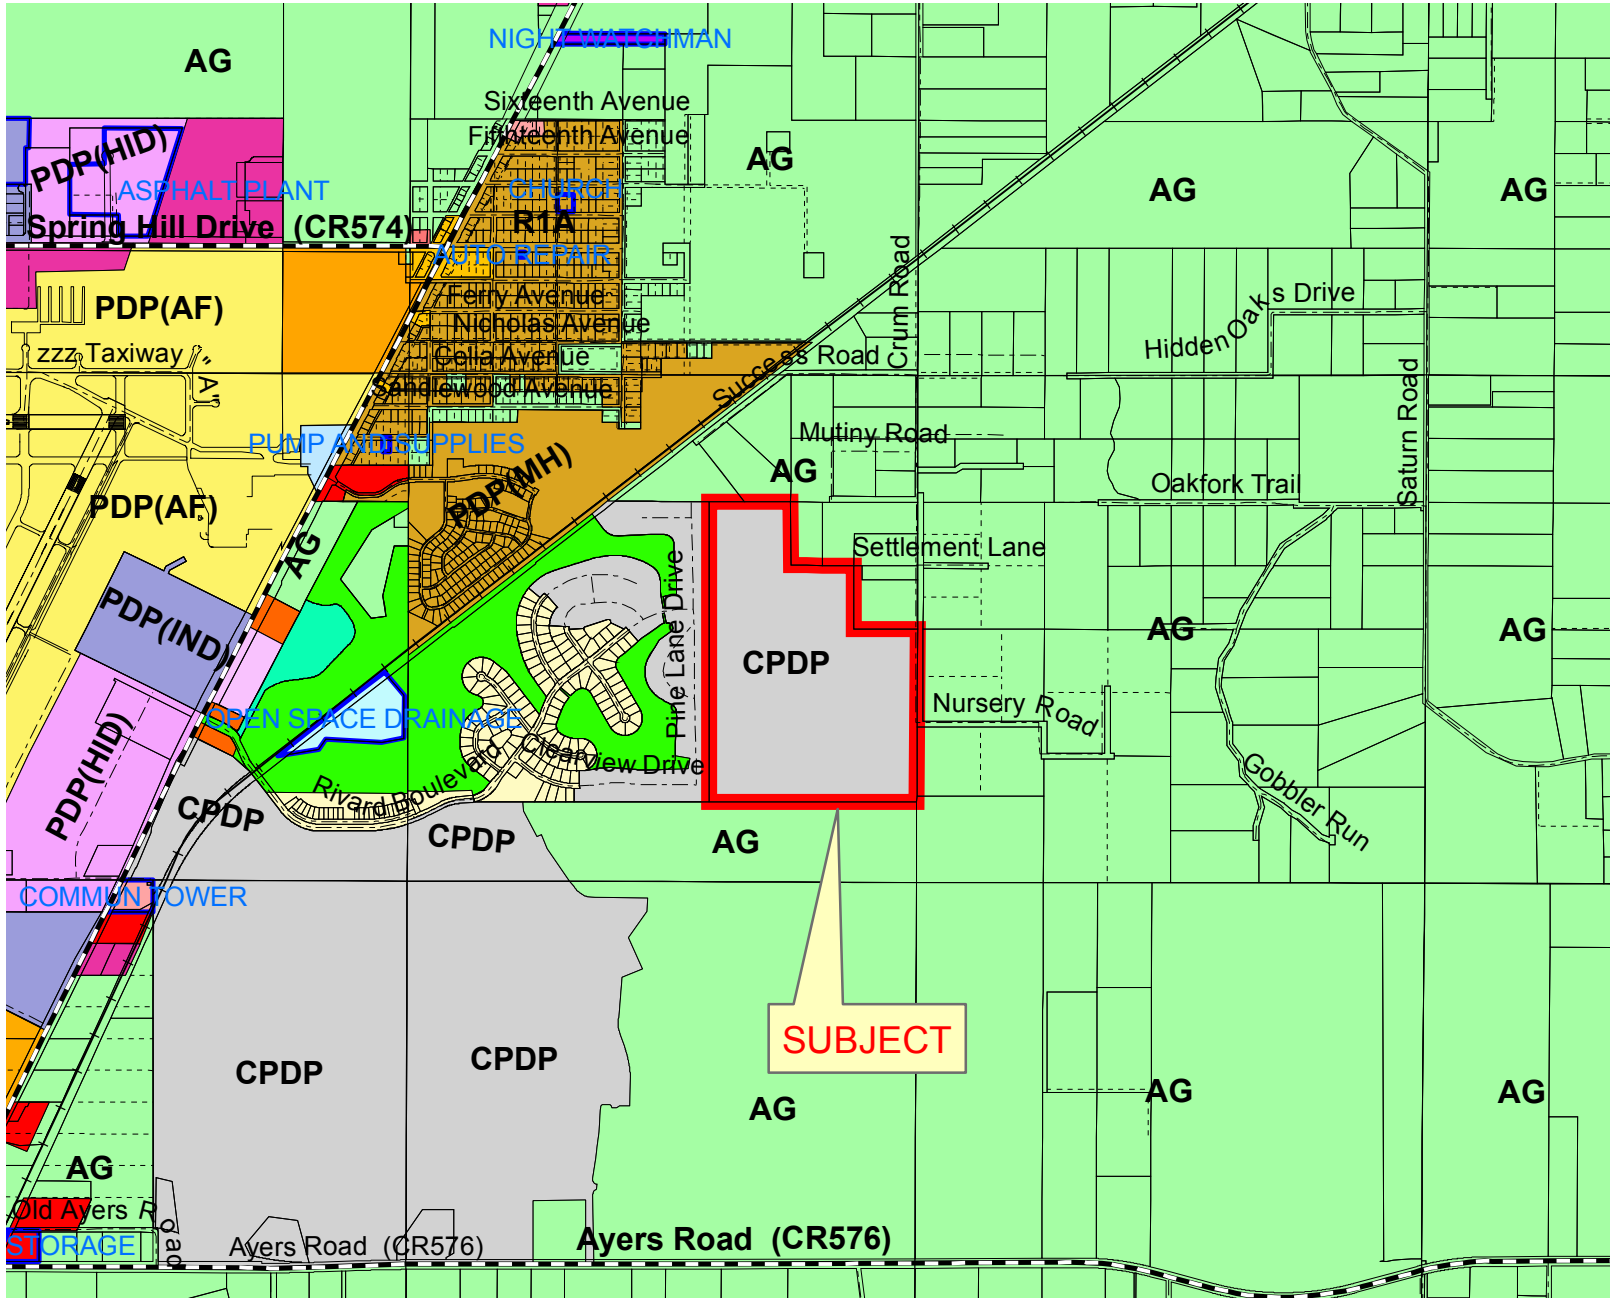 NIGHT WATCHMAN
AG
Sixteenth Avenue
Fifthteenth Avenue
PDP(HID)
AG
ASPHALT PLANT
CHURCH
AG
AG
R1A
Spring Hill Drive (CR574)
AUTO REPAIR
Crum Road
PDP(AF)
Ferry Avenue
Hidden Oaks Drive
Nicholas Avenue
zzz Taxiway "A"
Celia Avenue
Success Road
Sandlewood Avenue
Saturn Road
PUMP AND SUPPLIES
Mutiny Road
AG
PDP(MH)
Oakfork Trail
PDP(AF)
AG
Settlement Lane
PDP(IND)
Pine Lane Drive
CPDP
AG
AG
OPEN SPACE DRAINAGE
Nursery Road
PDP(HID)
Clearview Drive
Rivard Boulevard
Gobbler Run
CPDP
CPDP
AG
COMMUN TOWER
SUBJECT
CPDP
CPDP
AG
AG
AG
AG
Old Ayers Road
STORAGE
Ayers Road (CR576)
Ayers Road (CR576)